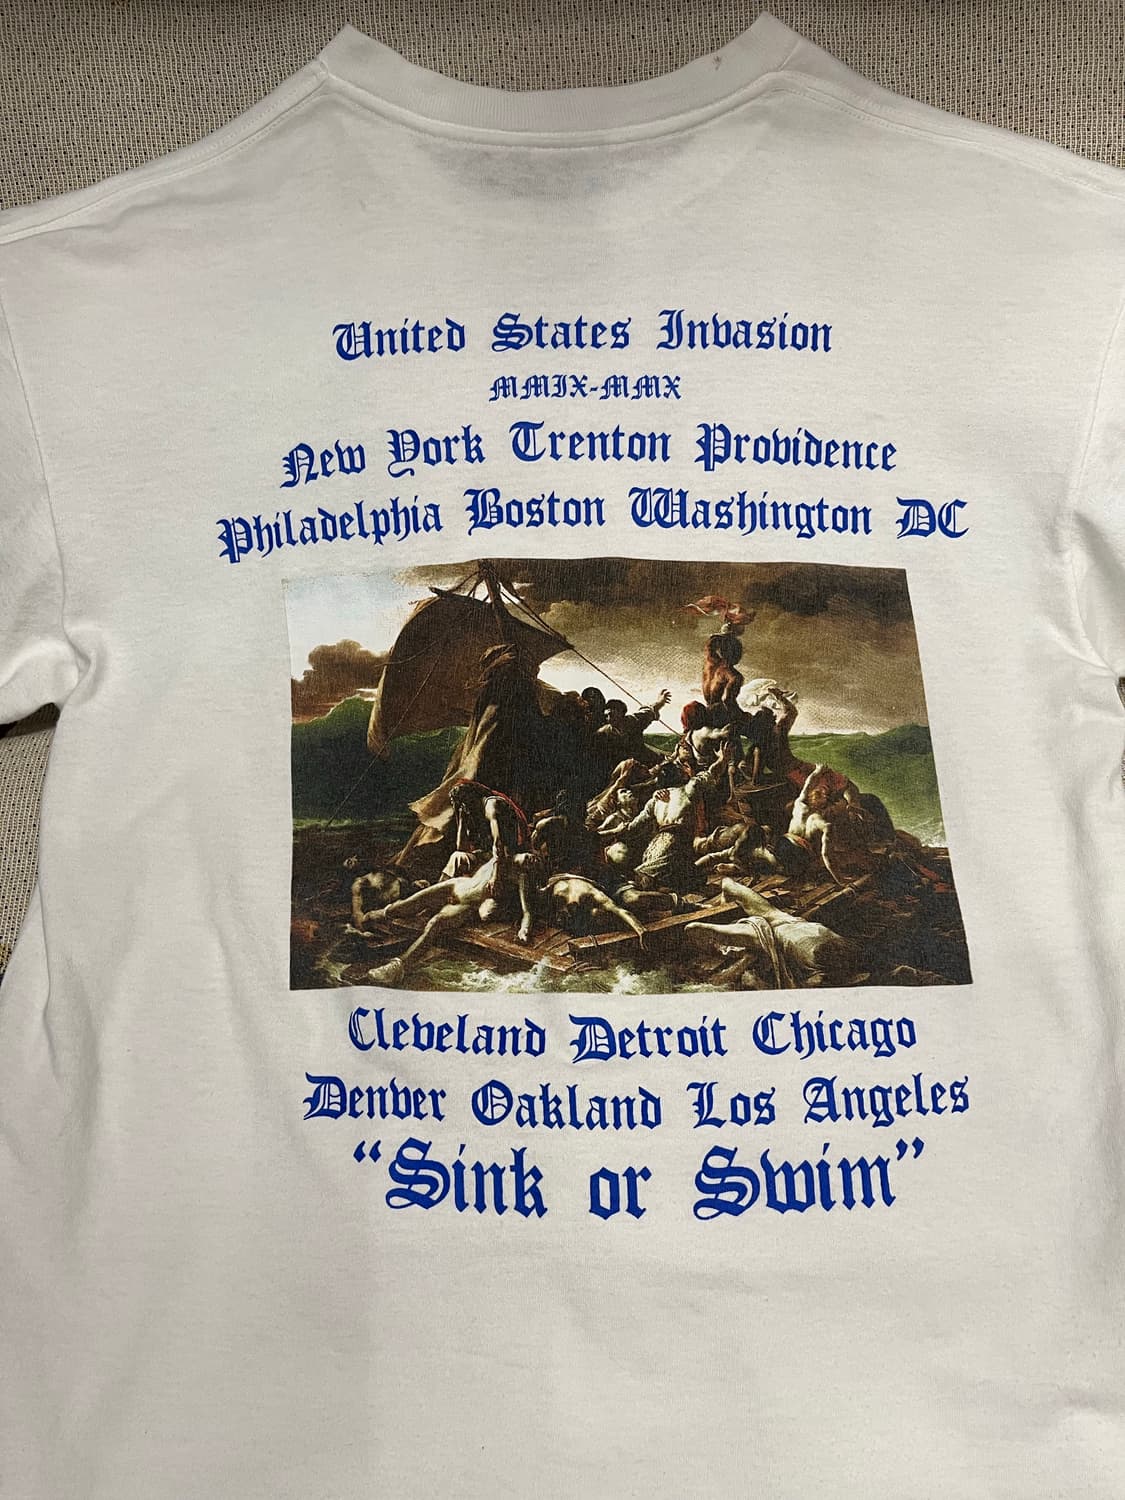 United States Invasion
MMIX-MMX
New York Trenton Providence
Philadelphia Boston Washington DC
Cleveland Detroit Chicago
Denver Oakland Los Angeles
“Sink or Swim”